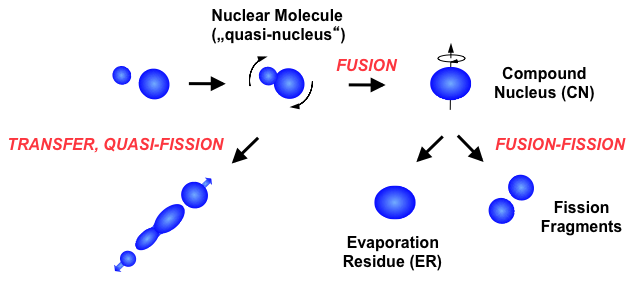 Nuclear Molecule
(„quasi-nucleus“)
FUSION
Compound
Nucleus (CN)
TRANSFER, QUASI-FISSION
FUSION-FISSION
Evaporation
Residue (ER)
Fission
Fragments